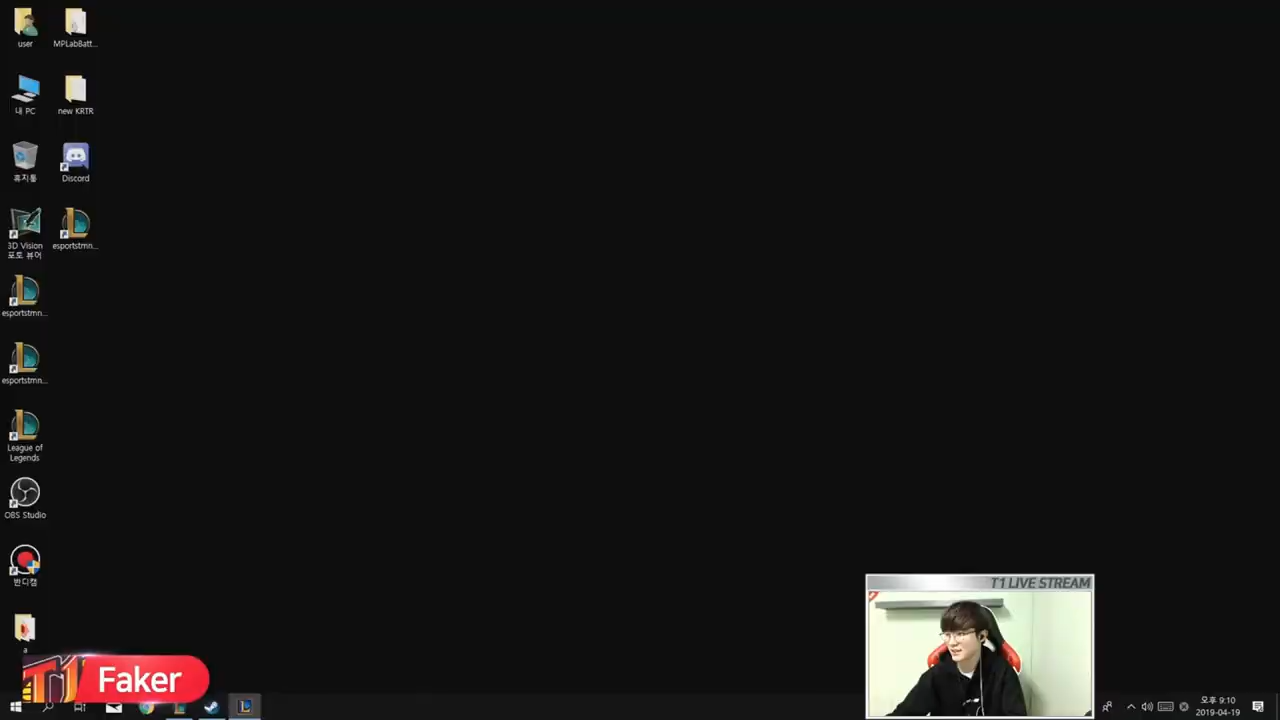 user
MPLabBatt...
내 PC
new KRTR
휴지통
Discord
3D Vision
포토 뷰어
esportstmn...
esportstmn...
esportstmn...
League of
Legends
OBS Studio
반디캠
a
T1
Faker
T1 LIVE STREAM
오후 9:10
2019-04-19